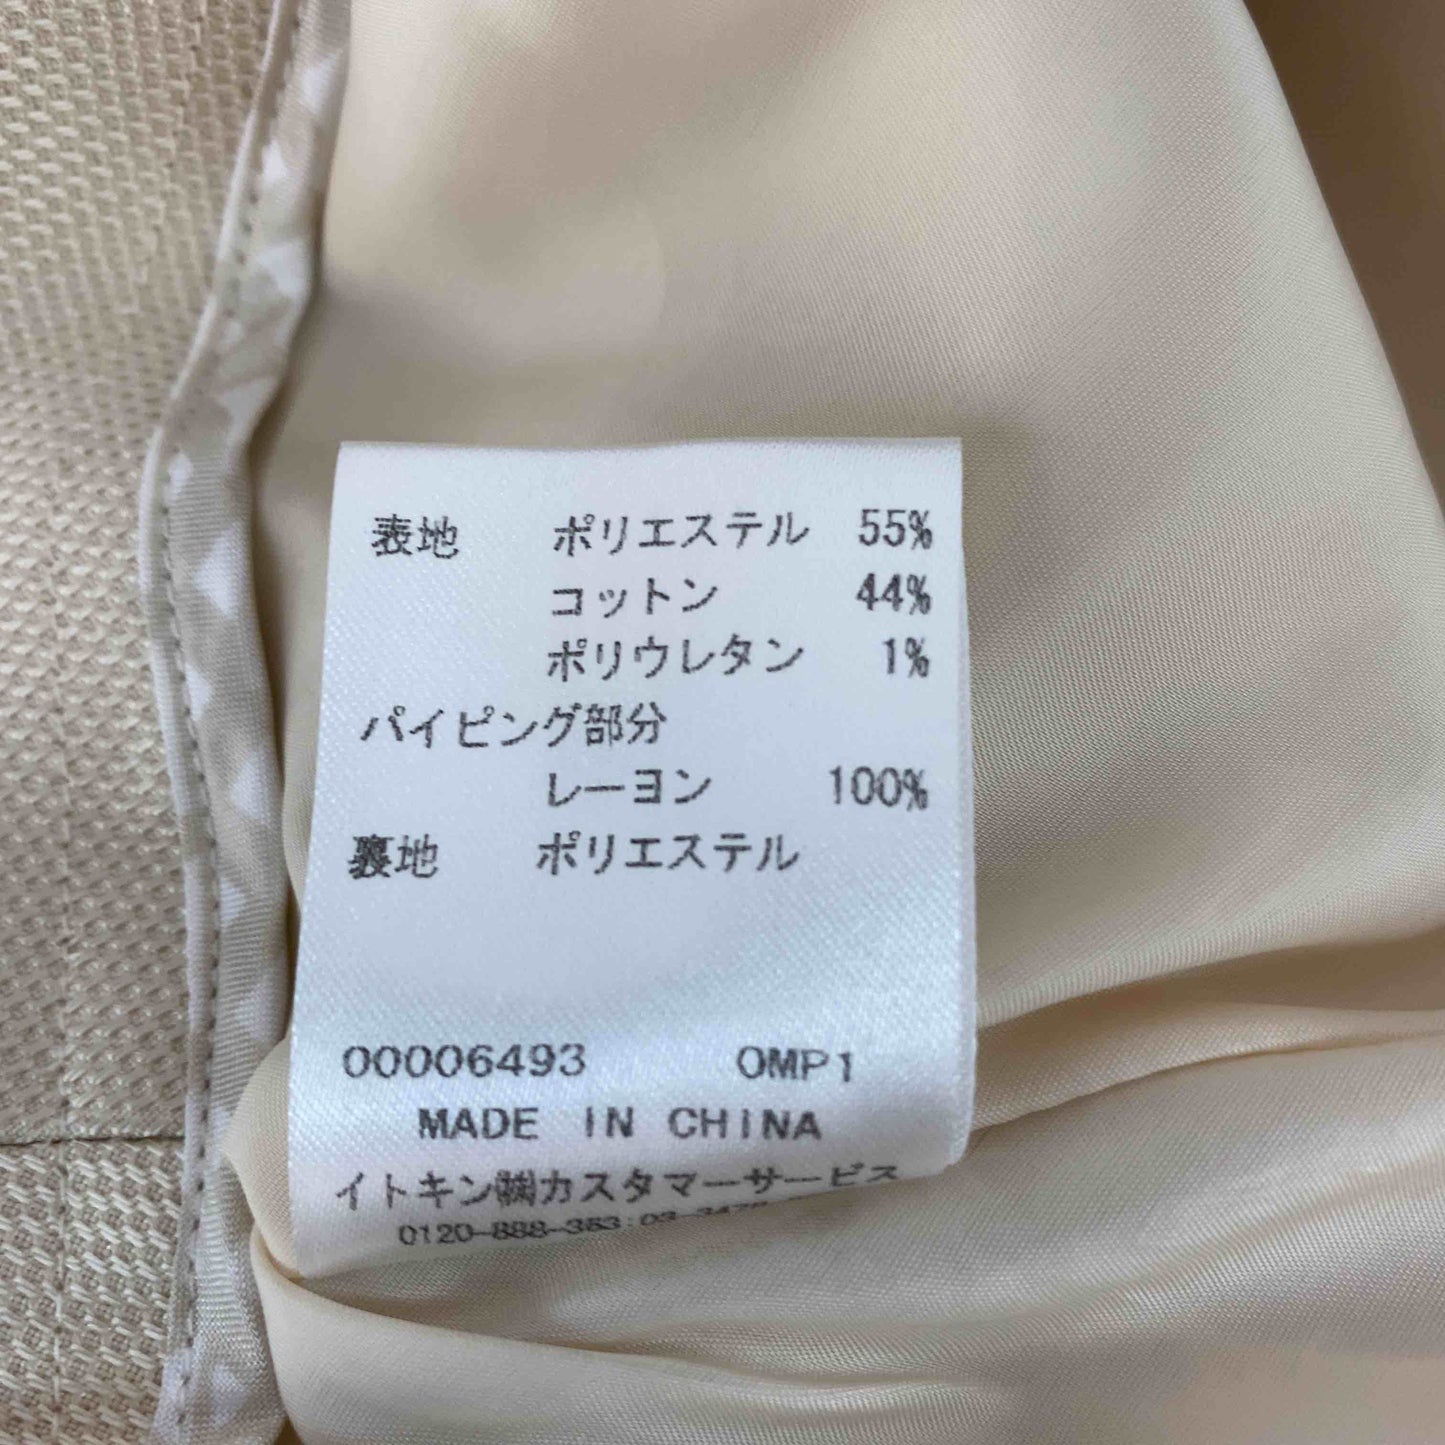 表地 ポリエステル 55%
コットン 44%
ポリウレタン 1%
パイピング部分
レーヨン 100%
裏地 ポリエステル
00006493 OMP1
MADE IN CHINA
イトキン㈱カスタマーサービス
0120-888-363